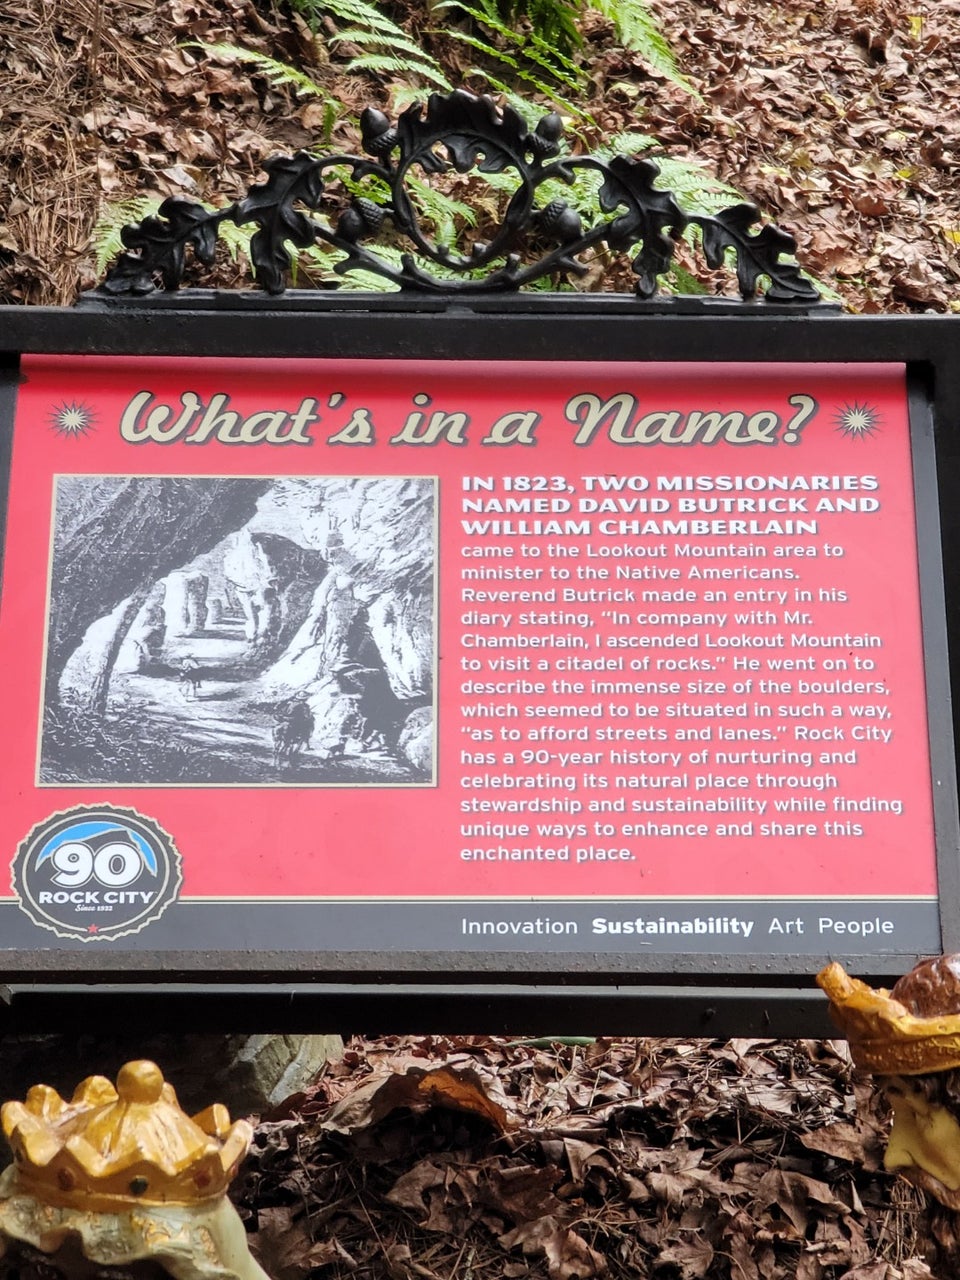 What's in a Name?
IN 1823, TWO MISSIONARIES
NAMED DAVID BUTRICK AND
WILLIAM CHAMBERLAIN
came to the Lookout Mountain area to
minister to the Native Americans.
Reverend Butrick made an entry in his
diary stating, “In company with Mr.
Chamberlain, I ascended Lookout Mountain
to visit a citadel of rocks.” He went on to
describe the immense size of the boulders,
which seemed to be situated in such a way,
“as to afford streets and lanes.” Rock City
has a 90-year history of nurturing and
celebrating its natural place through
stewardship and sustainability while finding
unique ways to enhance and share this
enchanted place.
90
ROCK CITY
Since 1932
Innovation Sustainability Art People